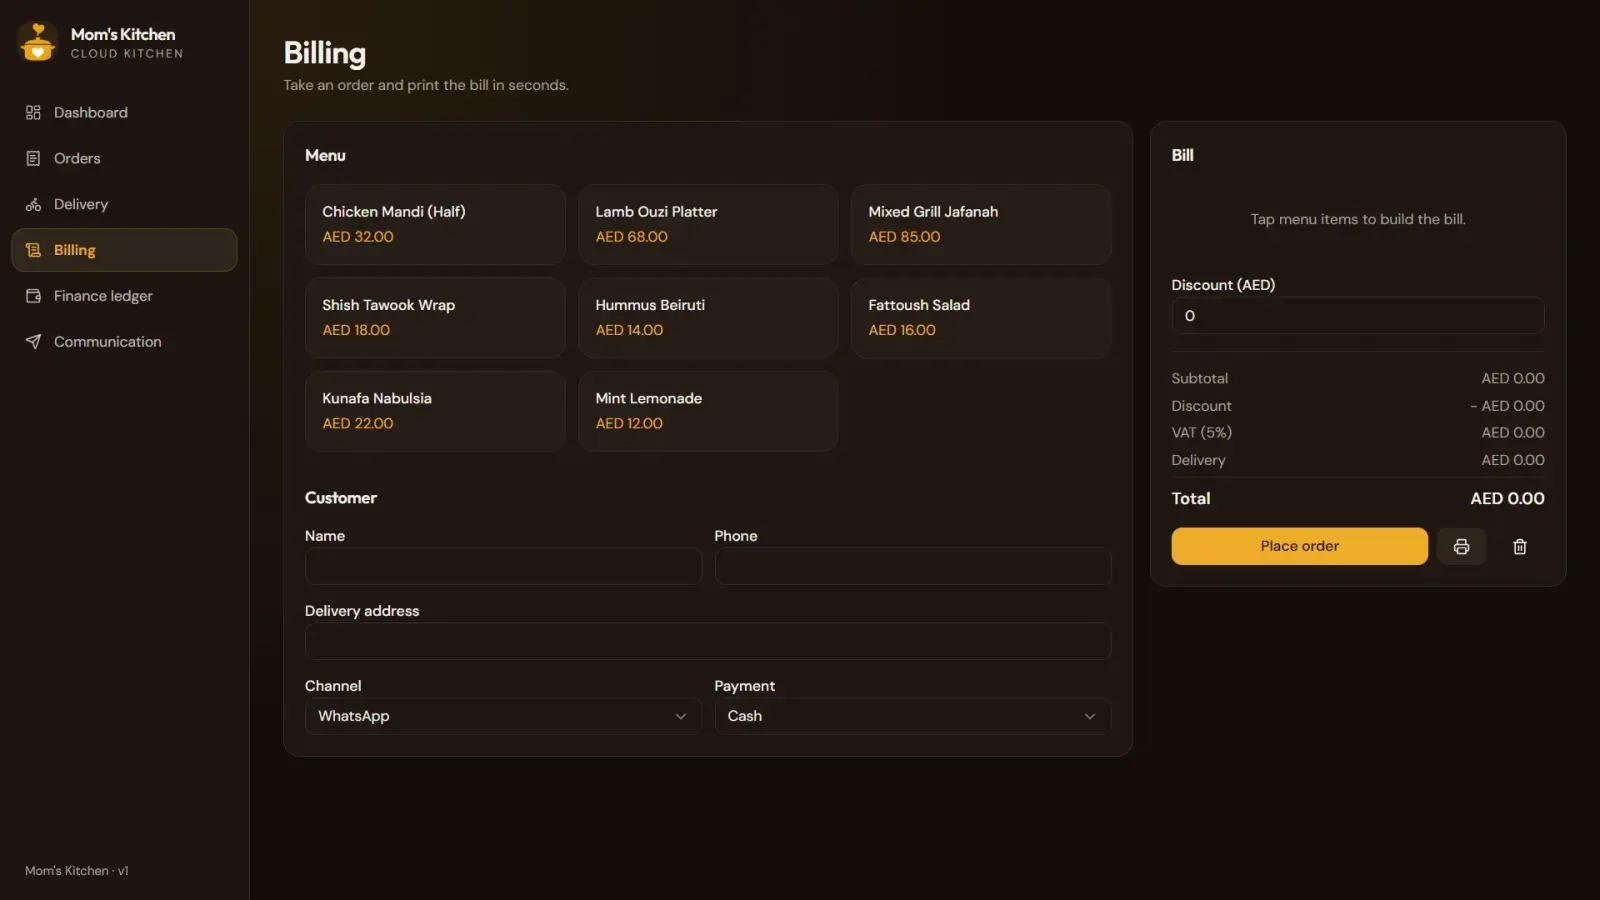 Mom's Kitchen
CLOUD KITCHEN
Dashboard
Orders
Delivery
Billing
Finance ledger
Communication
Mom's Kitchen · v1
Billing
Take an order and print the bill in seconds.
Menu
Chicken Mandi (Half)
AED 32.00
Lamb Ouzi Platter
AED 68.00
Mixed Grill Jafanah
AED 85.00
Shish Tawook Wrap
AED 18.00
Hummus Beiruti
AED 14.00
Fattoush Salad
AED 16.00
Kunafa Nabulsia
AED 22.00
Mint Lemonade
AED 12.00
Customer
Name
Phone
Delivery address
Channel
WhatsApp
Payment
Cash
Bill
Tap menu items to build the bill.
Discount (AED)
0
Subtotal AED 0.00
Discount - AED 0.00
VAT (5%) AED 0.00
Delivery AED 0.00
Total AED 0.00
Place order